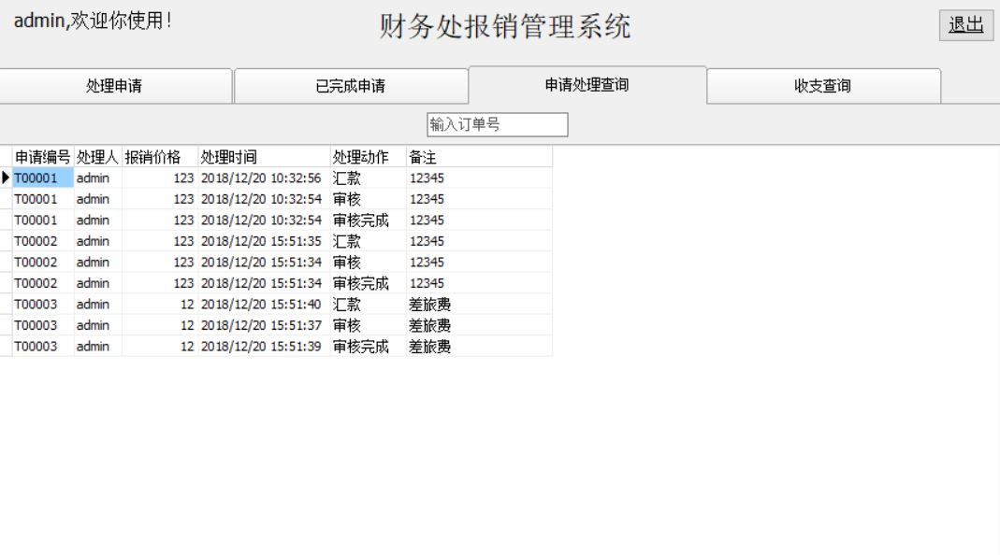 admin,欢迎你使用！
财务处报销管理系统
退出
处理申请 已完成申请 申请处理查询 收支查询
输入订单号
申请编号 处理人 报销价格 处理时间 处理动作 备注
T00001 admin 123 2018/12/20 10:32:56 汇款 12345
T00001 admin 123 2018/12/20 10:32:54 审核 12345
T00001 admin 123 2018/12/20 10:32:54 审核完成 12345
T00002 admin 123 2018/12/20 15:51:35 汇款 12345
T00002 admin 123 2018/12/20 15:51:34 审核 12345
T00002 admin 123 2018/12/20 15:51:34 审核完成 12345
T00003 admin 12 2018/12/20 15:51:40 汇款 差旅费
T00003 admin 12 2018/12/20 15:51:37 审核 差旅费
T00003 admin 12 2018/12/20 15:51:39 审核完成 差旅费